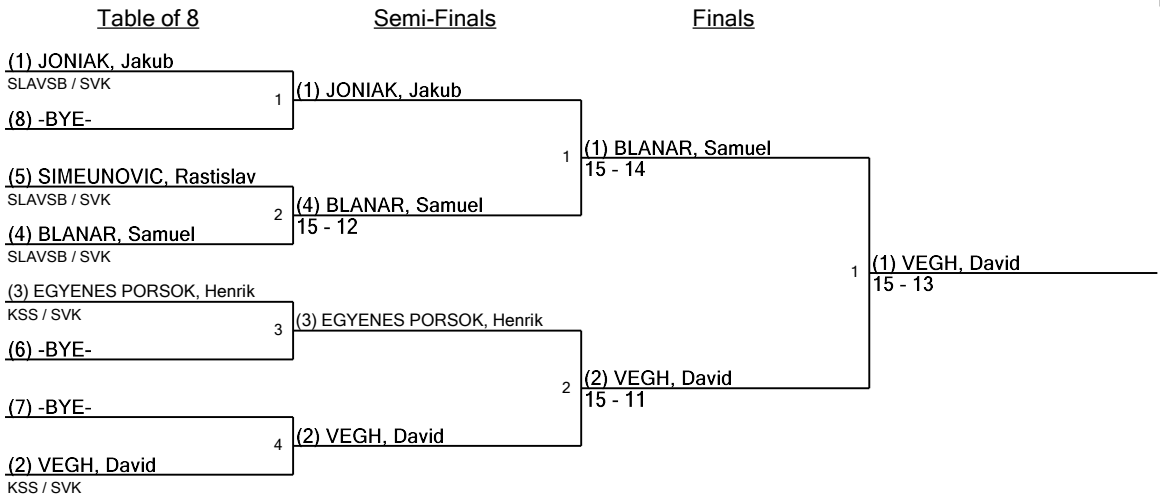 Table of 8
Semi-Finals
Finals
(1) JONIAK, Jakub
SLAVSB / SVK
(8) -BYE-
(5) SIMEUNOVIC, Rastislav
SLAVSB / SVK
(4) BLANAR, Samuel
SLAVSB / SVK
(3) EGYENES PORSOK, Henrik
KSS / SVK
(6) -BYE-
(7) -BYE-
(2) VEGH, David
KSS / SVK
1
2
3
4
(1) JONIAK, Jakub
(4) BLANAR, Samuel
15 - 12
(3) EGYENES PORSOK, Henrik
(2) VEGH, David
1
2
(1) BLANAR, Samuel
15 - 14
(2) VEGH, David
15 - 11
1
(1) VEGH, David
15 - 13